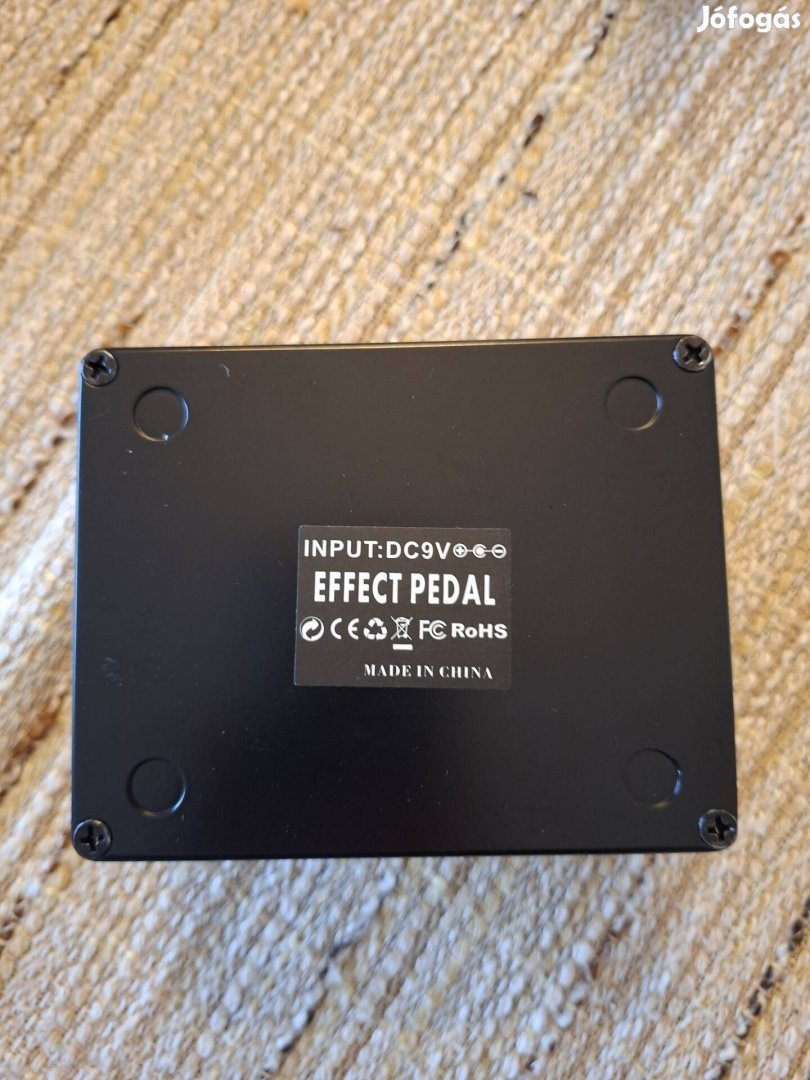 Jófogás
INPUT:DC9V
EFFECT PEDAL
CE FC RoHS
MADE IN CHINA